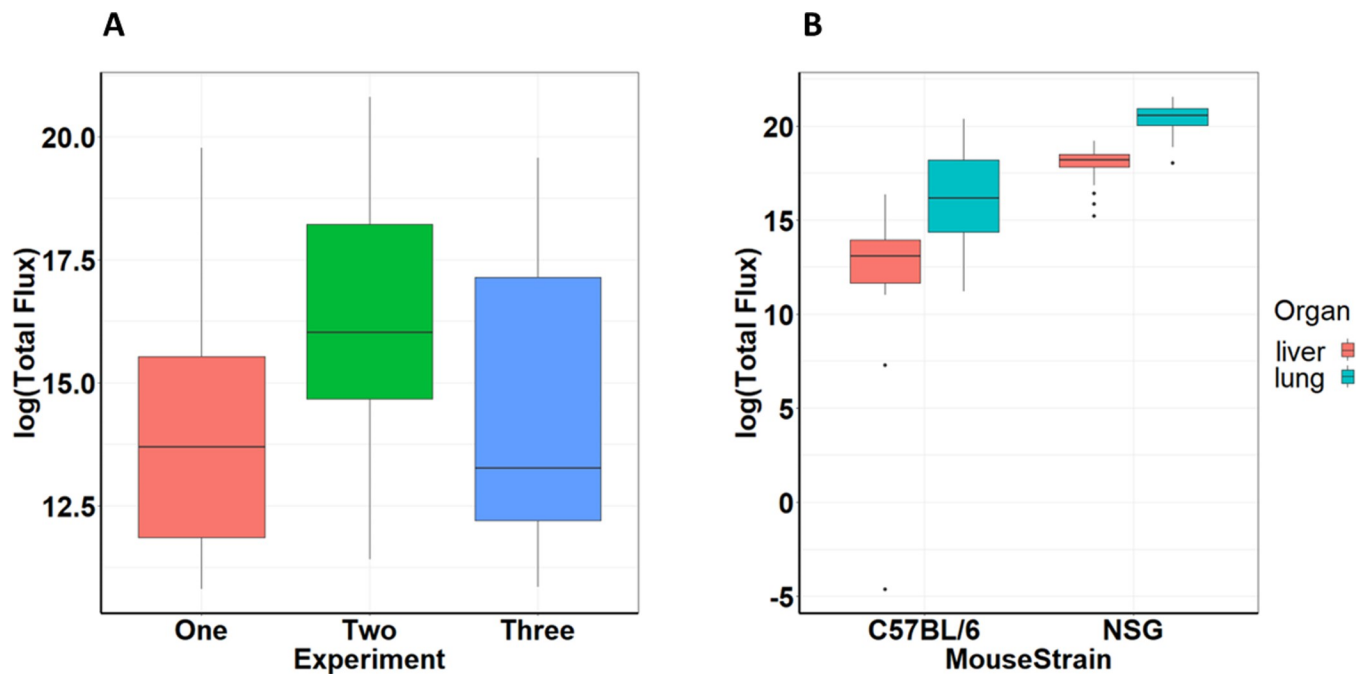 A
B
log(Total Flux)
20.0
17.5
15.0
12.5
One
Two
Three
Experiment
log(Total Flux)
20
15
10
5
0
-5
C57BL/6
NSG
MouseStrain
Organ
liver
lung